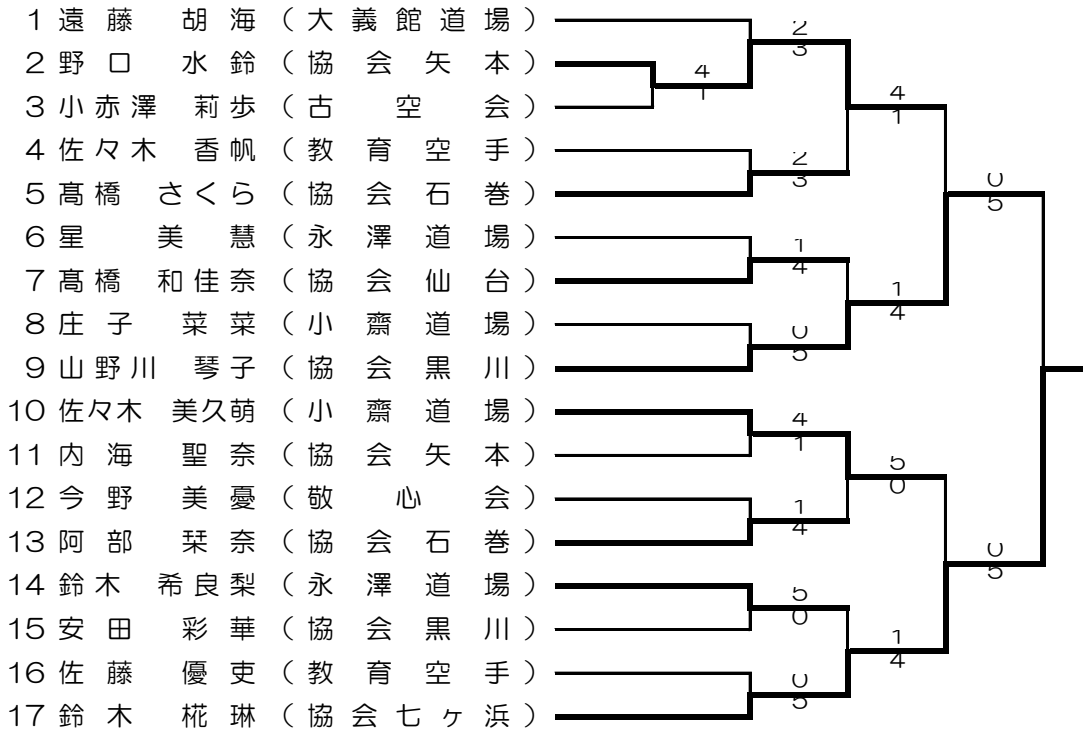 1 遠藤 胡海 (大義館道場)
2 野口 水鈴 (協会矢本)
3 小赤澤 莉歩 (古空会)
4 佐々木 香帆 (教育空手)
5 髙橋 さくら (協会石巻)
6 星 美慧 (永澤道場)
7 髙橋 和佳奈 (協会仙台)
8 庄子 菜菜 (小齋道場)
9 山野川 琴子 (協会黒川)
10 佐々木 美久萌 (小齋道場)
11 内海 聖奈 (協会矢本)
12 今野 美憂 (敬心会)
13 阿部 栞奈 (協会石巻)
14 鈴木 希良梨 (永澤道場)
15 安田 彩華 (協会黒川)
16 佐藤 優吏 (教育空手)
17 鈴木 椛琳 (協会七ヶ浜)
4
1
2
3
2
3
1
4
0
5
4
1
1
4
5
0
0
5
4
1
1
4
5
0
1
4
0
5
0
5